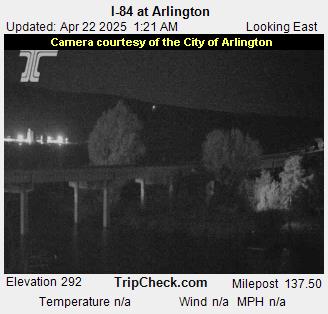 I-84 at Arlington
Updated: Apr 22 2025 1:21 AM Looking East
Camera courtesy of the City of Arlington
Elevation 292 TripCheck.com Milepost 137.50
Temperature n/a Wind n/a MPH n/a